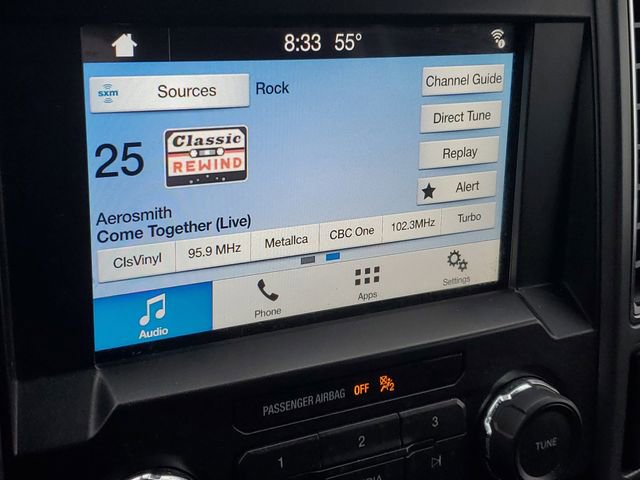 8:33 55°
sxm Sources Rock Channel Guide
Direct Tune
25 Classic REWIND Replay
Alert
Aerosmith
Come Together (Live)
ClsVinyl 95.9 MHz Metallca CBC One 102.3MHz Turbo
Audio Phone Apps Settings
PASSENGER AIRBAG OFF 2
1 2 3
TUNE